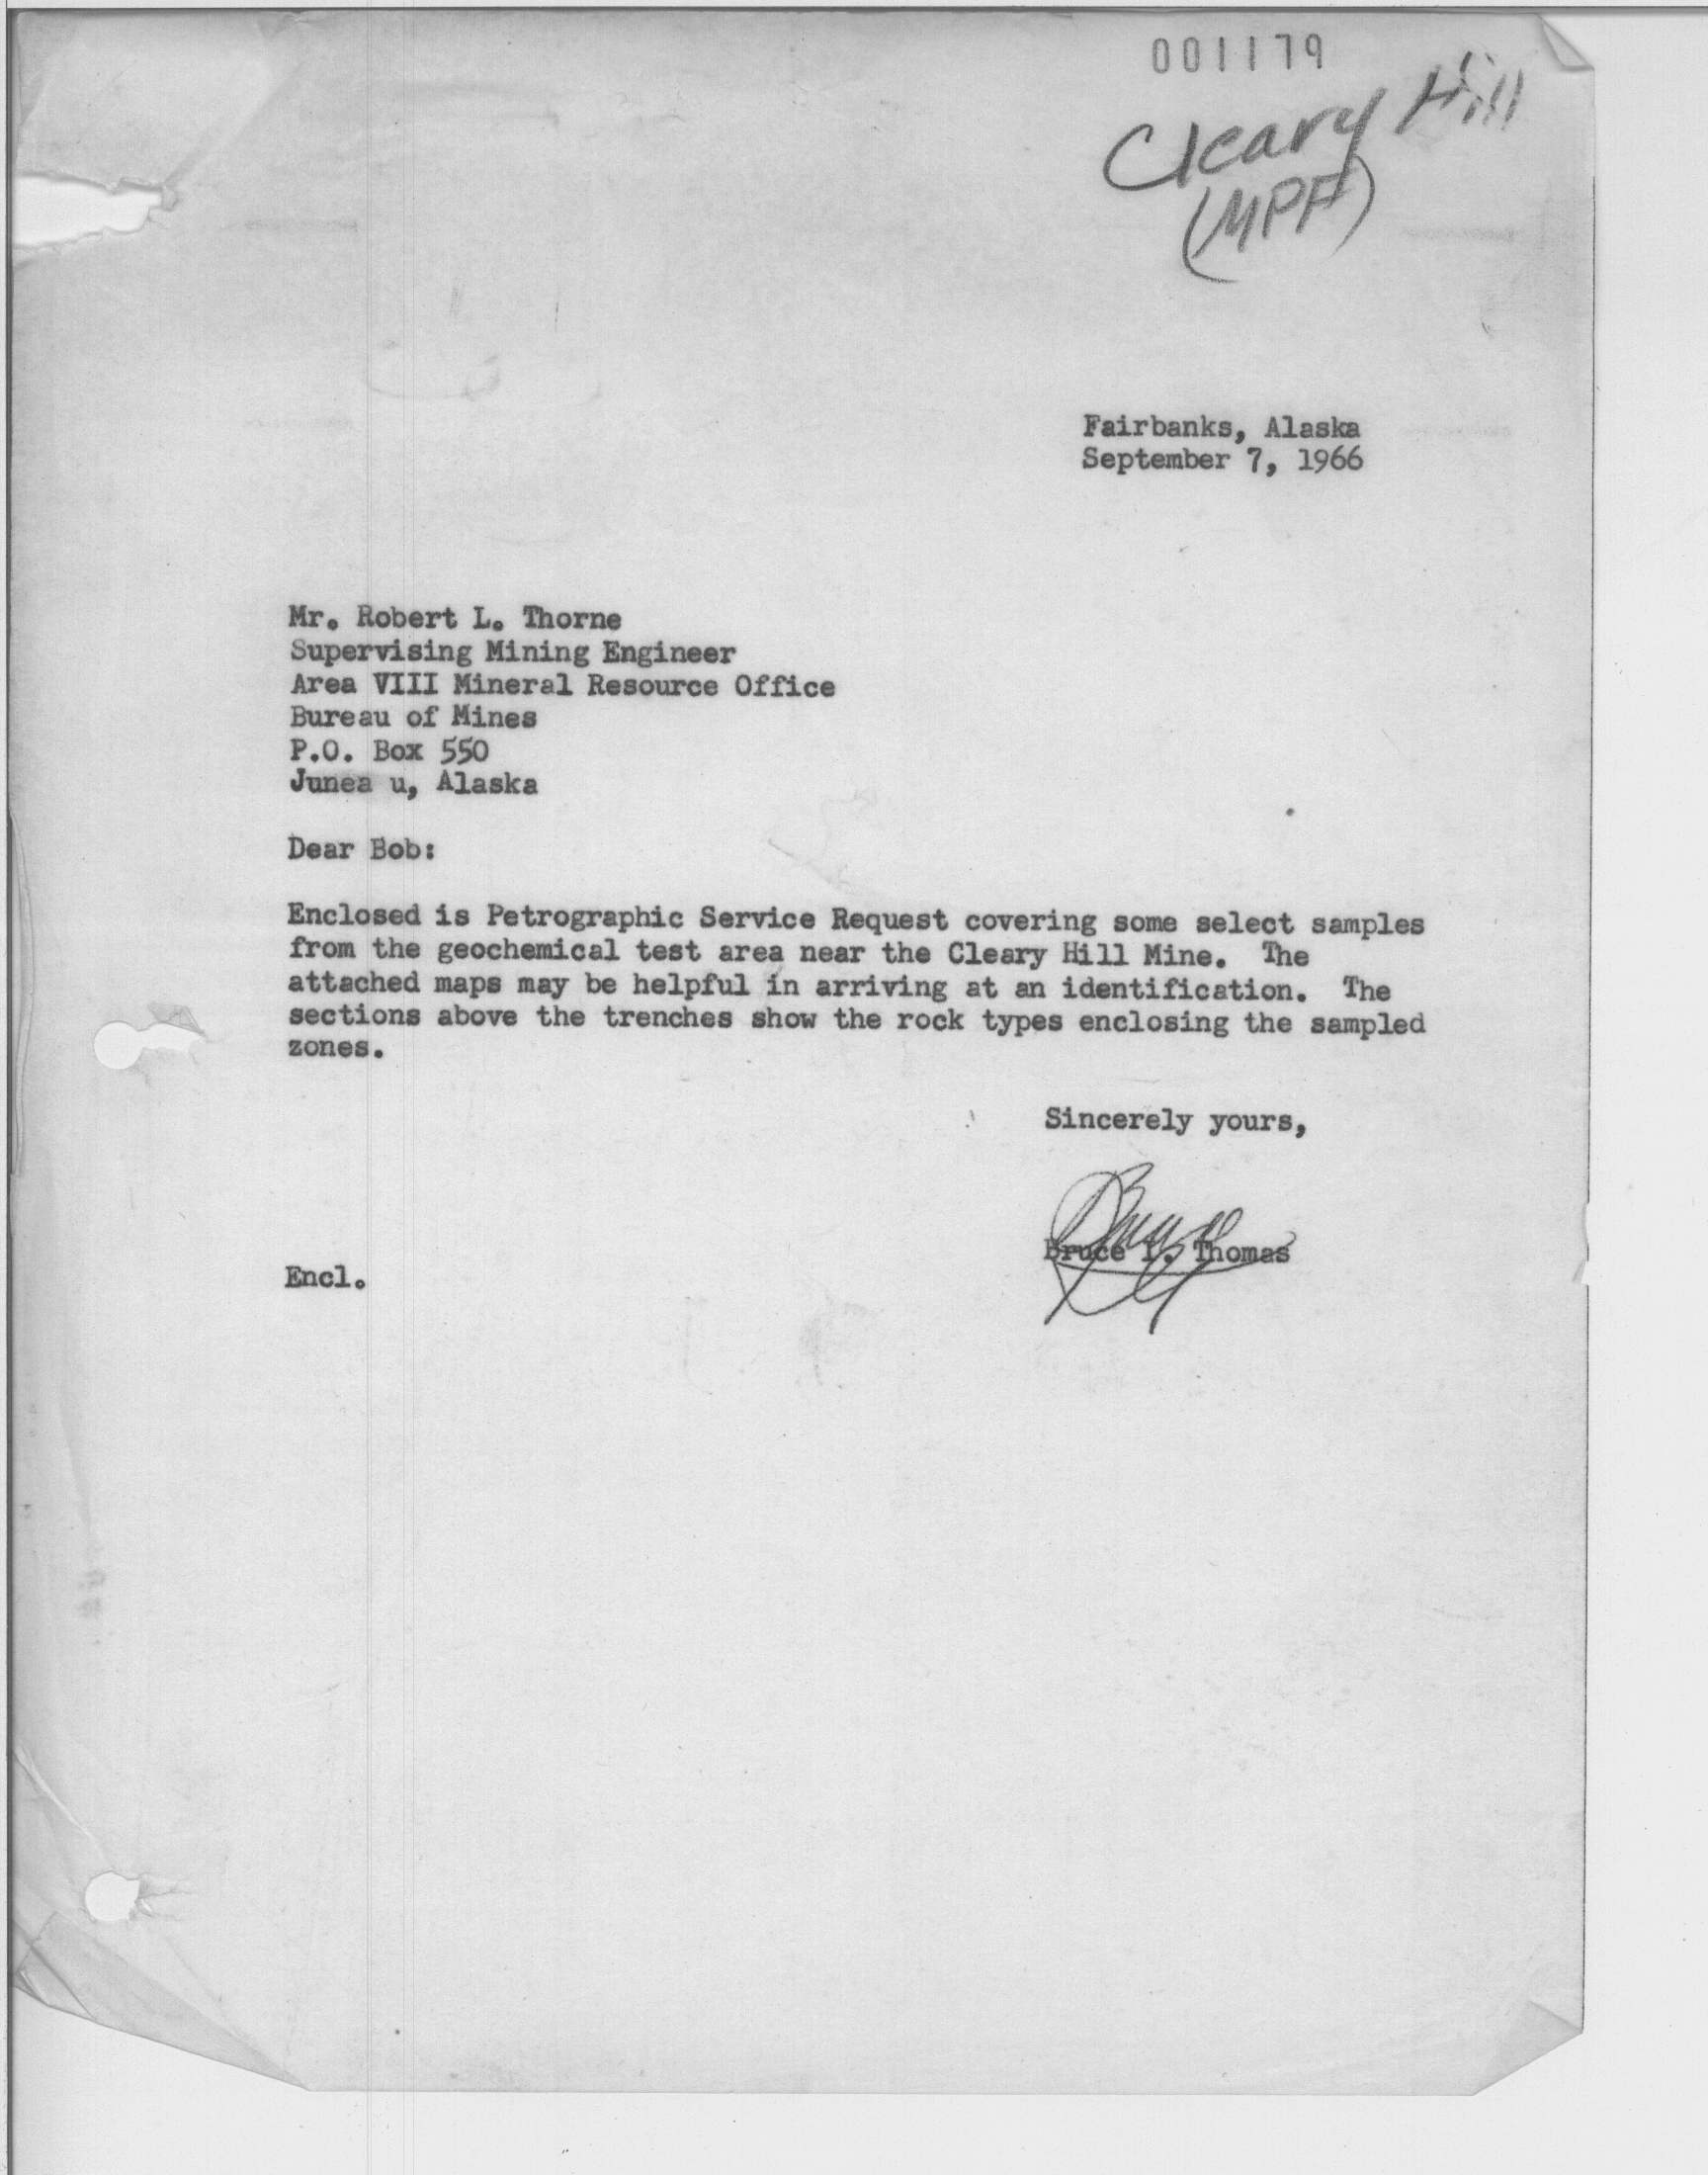 001179
Cleary Hill
(MPF)
Fairbanks, Alaska
September 7, 1966
Mr. Robert L. Thorne
Supervising Mining Engineer
Area VIII Mineral Resource Office
Bureau of Mines
P.O. Box 550
Junea u, Alaska
Dear Bob:
Enclosed is Petrographic Service Request covering some select samples
from the geochemical test area near the Cleary Hill Mine. The
attached maps may be helpful in arriving at an identification. The
sections above the trenches show the rock types enclosing the sampled
zones.
Sincerely yours,
Bruce
Bruce I. Thomas
Encl.